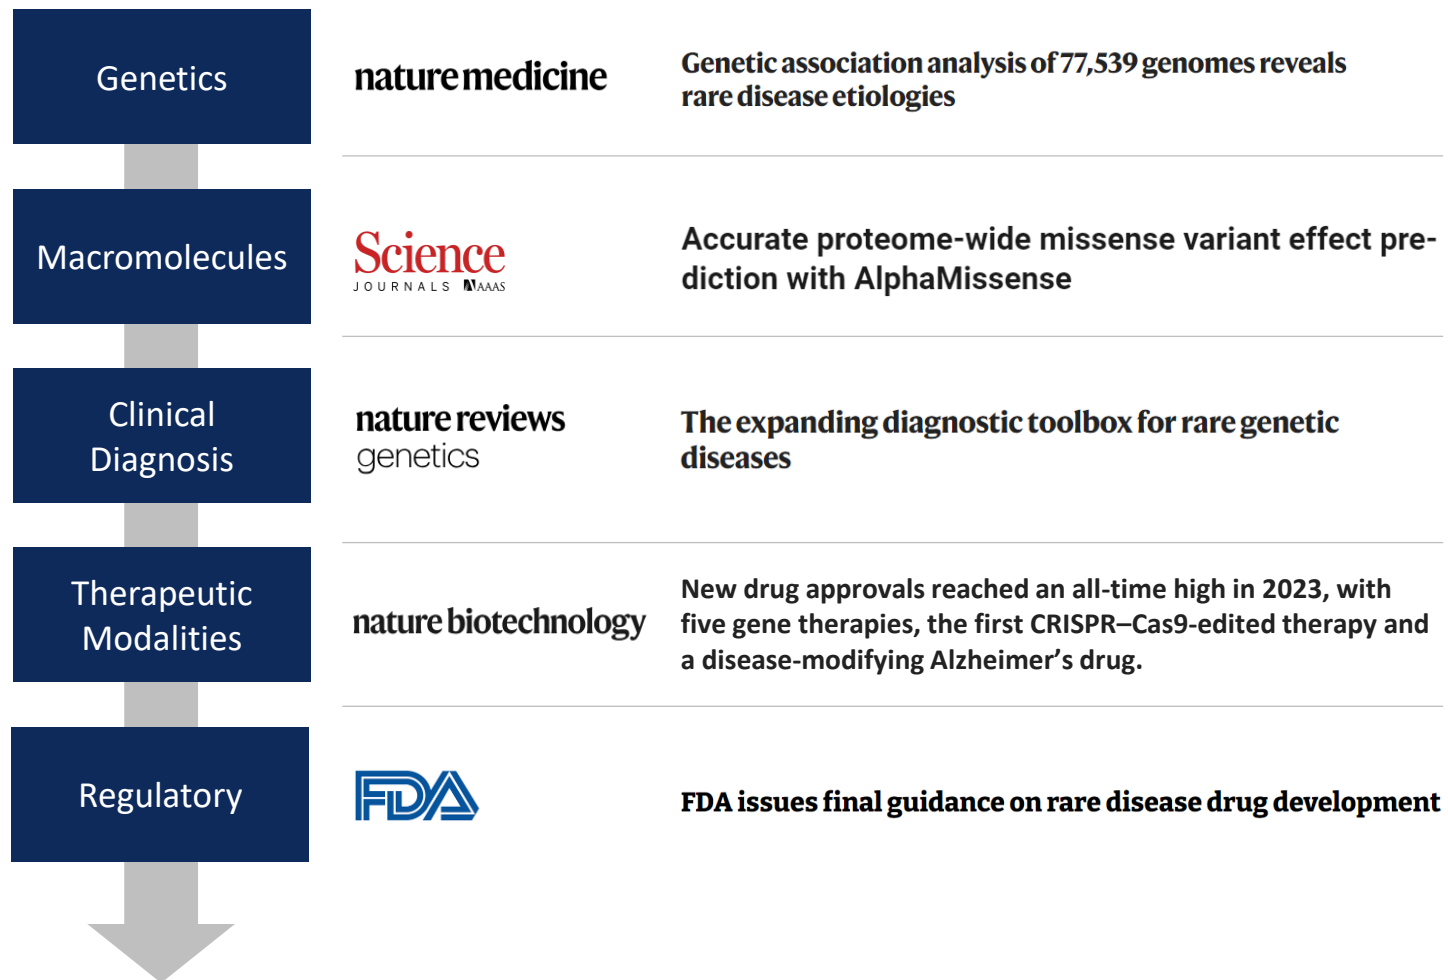 Genetics
nature medicine
Genetic association analysis of 77,539 genomes reveals
rare disease etiologies
Macromolecules
Science
JOURNALS AAAS
Accurate proteome-wide missense variant effect pre-
diction with AlphaMissense
Clinical
Diagnosis
nature reviews
genetics
The expanding diagnostic toolbox for rare genetic
diseases
Therapeutic
Modalities
nature biotechnology
New drug approvals reached an all-time high in 2023, with
five gene therapies, the first CRISPR–Cas9-edited therapy and
a disease-modifying Alzheimer’s drug.
Regulatory
FDA
FDA issues final guidance on rare disease drug development